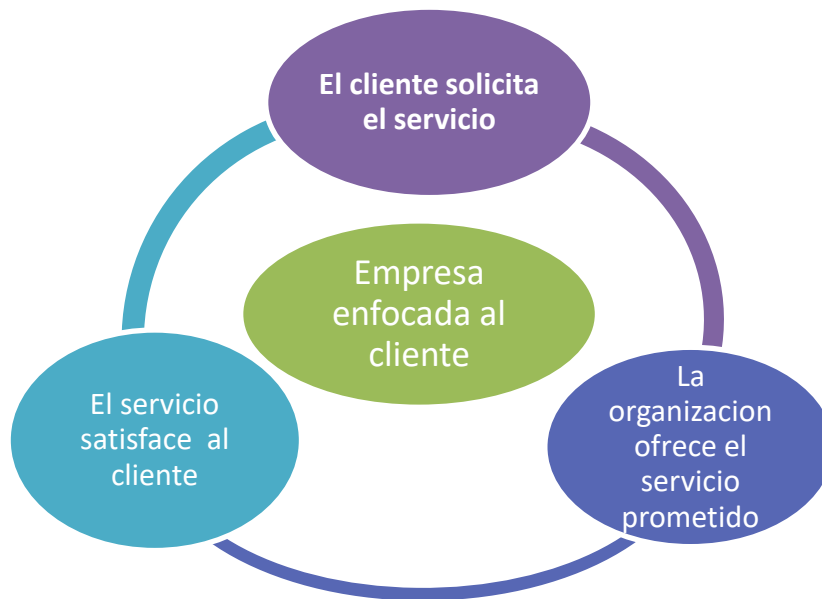 El cliente solicita
el servicio
Empresa
enfocada al
cliente
El servicio
satisface al
cliente
La
organizacion
ofrece el
servicio
prometido